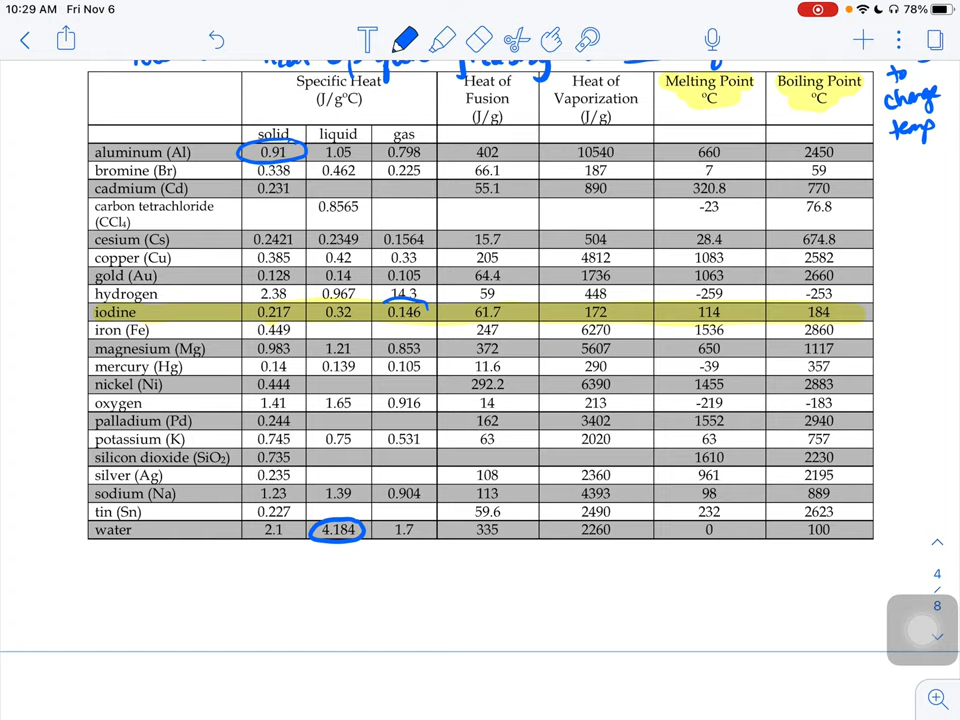 10:29 AM Fri Nov 6 78%
T
to
change
temp
Specific Heat (J/g°C) Heat of Fusion (J/g) Heat of Vaporization (J/g) Melting Point °C Boiling Point °C
solid liquid gas
aluminum (Al) 0.91 1.05 0.798 402 10540 660 2450
bromine (Br) 0.338 0.462 0.225 66.1 187 7 59
cadmium (Cd) 0.231 55.1 890 320.8 770
carbon tetrachloride (CCl₄) 0.8565 -23 76.8
cesium (Cs) 0.2421 0.2349 0.1564 15.7 504 28.4 674.8
copper (Cu) 0.385 0.42 0.33 205 4812 1083 2582
gold (Au) 0.128 0.14 0.105 64.4 1736 1063 2660
hydrogen 2.38 0.967 14.3 59 448 -259 -253
iodine 0.217 0.32 0.146 61.7 172 114 184
iron (Fe) 0.449 247 6270 1536 2860
magnesium (Mg) 0.983 1.21 0.853 372 5607 650 1117
mercury (Hg) 0.14 0.139 0.105 11.6 290 -39 357
nickel (Ni) 0.444 292.2 6390 1455 2883
oxygen 1.41 1.65 0.916 14 213 -219 -183
palladium (Pd) 0.244 162 3402 1552 2940
potassium (K) 0.745 0.75 0.531 63 2020 63 757
silicon dioxide (SiO₂) 0.735 1610 2230
silver (Ag) 0.235 108 2360 961 2195
sodium (Na) 1.23 1.39 0.904 113 4393 98 889
tin (Sn) 0.227 59.6 2490 232 2623
water 2.1 4.184 1.7 335 2260 0 100
4
/
8